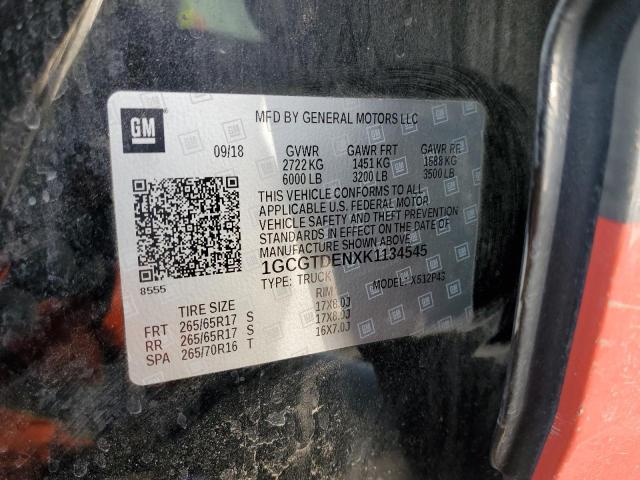 GM
MFD BY GENERAL MOTORS LLC
09/18 GVWR GAWR FRT GAWR RR
2722 KG 1451 KG 1588 KG
6000 LB 3200 LB 3500 LB
THIS VEHICLE CONFORMS TO ALL
APPLICABLE U.S. FEDERAL MOTOR
VEHICLE SAFETY AND THEFT PREVENTION
STANDARDS IN EFFECT ON THE DATE OF
MANUFACTURE SHOWN ABOVE.
1GCGTDENXK1134545
TYPE: TRUCK MODEL: X512P43
8555
TIRE SIZE RIM
FRT 265/65R17 S 17X8.0J
RR 265/65R17 S 17X8.0J
SPA 265/70R16 T 16X7.0J